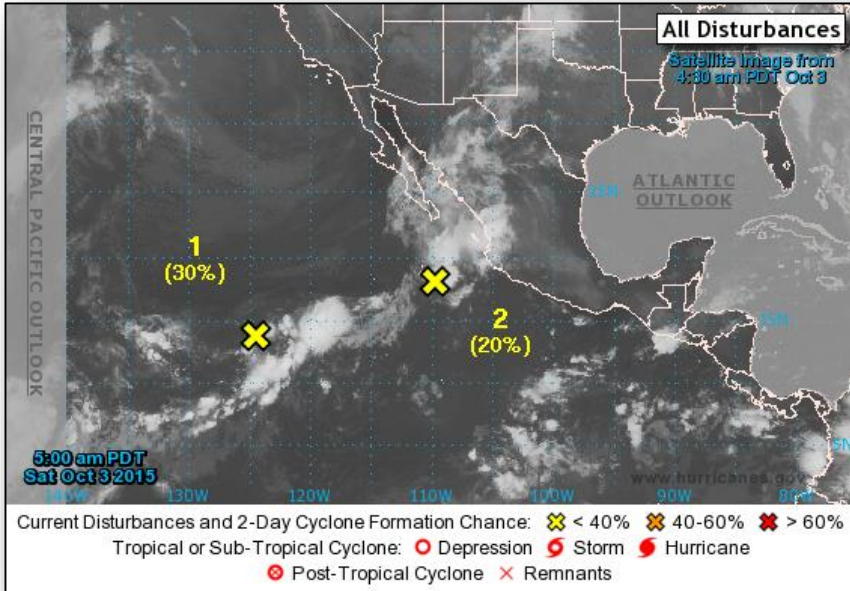 All Disturbances
Satellite Image from
4:30 am PDT Oct 3
CENTRAL PACIFIC OUTLOOK
ATLANTIC
OUTLOOK
25N
1
(30%)
2
(20%)
15N
5N
5:00 am PDT
Sat Oct 3 2015
www.hurricanes.gov
140W 130W 120W 110W 100W 90W 80W
Current Disturbances and 2-Day Cyclone Formation Chance: < 40% 40-60% > 60%
Tropical or Sub-Tropical Cyclone: Depression Storm Hurricane
Post-Tropical Cyclone Remnants